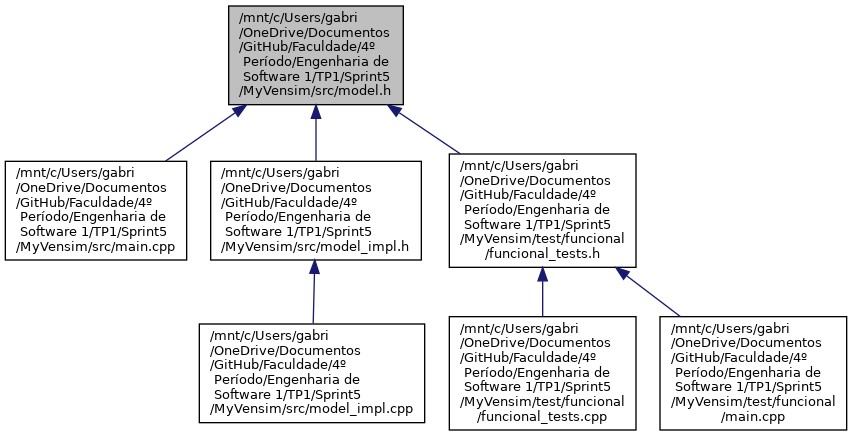 /mnt/c/Users/gabri
/OneDrive/Documentos
/GitHub/Faculdade/4º
Período/Engenharia de
Software 1/TP1/Sprint5
/MyVensim/src/model.h
/mnt/c/Users/gabri
/OneDrive/Documentos
/GitHub/Faculdade/4º
Período/Engenharia de
Software 1/TP1/Sprint5
/MyVensim/src/main.cpp
/mnt/c/Users/gabri
/OneDrive/Documentos
/GitHub/Faculdade/4º
Período/Engenharia de
Software 1/TP1/Sprint5
/MyVensim/src/model_impl.h
/mnt/c/Users/gabri
/OneDrive/Documentos
/GitHub/Faculdade/4º
Período/Engenharia de
Software 1/TP1/Sprint5
/MyVensim/test/funcional
/funcional_tests.h
/mnt/c/Users/gabri
/OneDrive/Documentos
/GitHub/Faculdade/4º
Período/Engenharia de
Software 1/TP1/Sprint5
/MyVensim/src/model_impl.cpp
/mnt/c/Users/gabri
/OneDrive/Documentos
/GitHub/Faculdade/4º
Período/Engenharia de
Software 1/TP1/Sprint5
/MyVensim/test/funcional
/funcional_tests.cpp
/mnt/c/Users/gabri
/OneDrive/Documentos
/GitHub/Faculdade/4º
Período/Engenharia de
Software 1/TP1/Sprint5
/MyVensim/test/funcional
/main.cpp